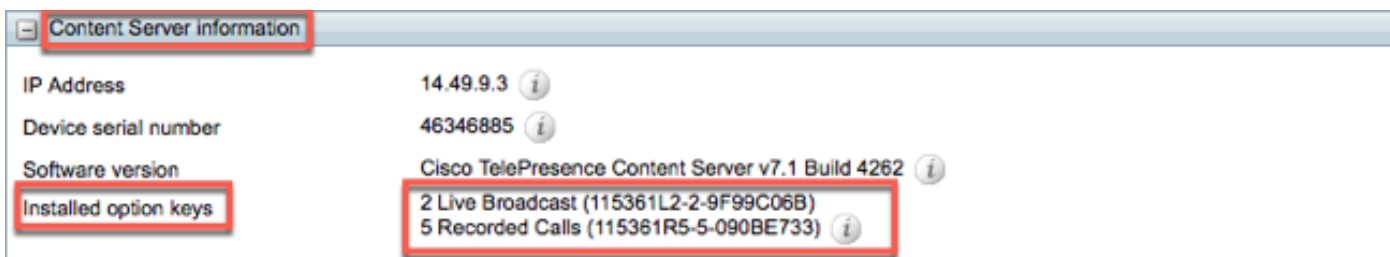 Content Server information
IP Address 14.49.9.3
Device serial number 46346885
Software version Cisco TelePresence Content Server v7.1 Build 4262
Installed option keys 2 Live Broadcast (115361L2-2-9F99C06B)
5 Recorded Calls (115361R5-5-090BE733)